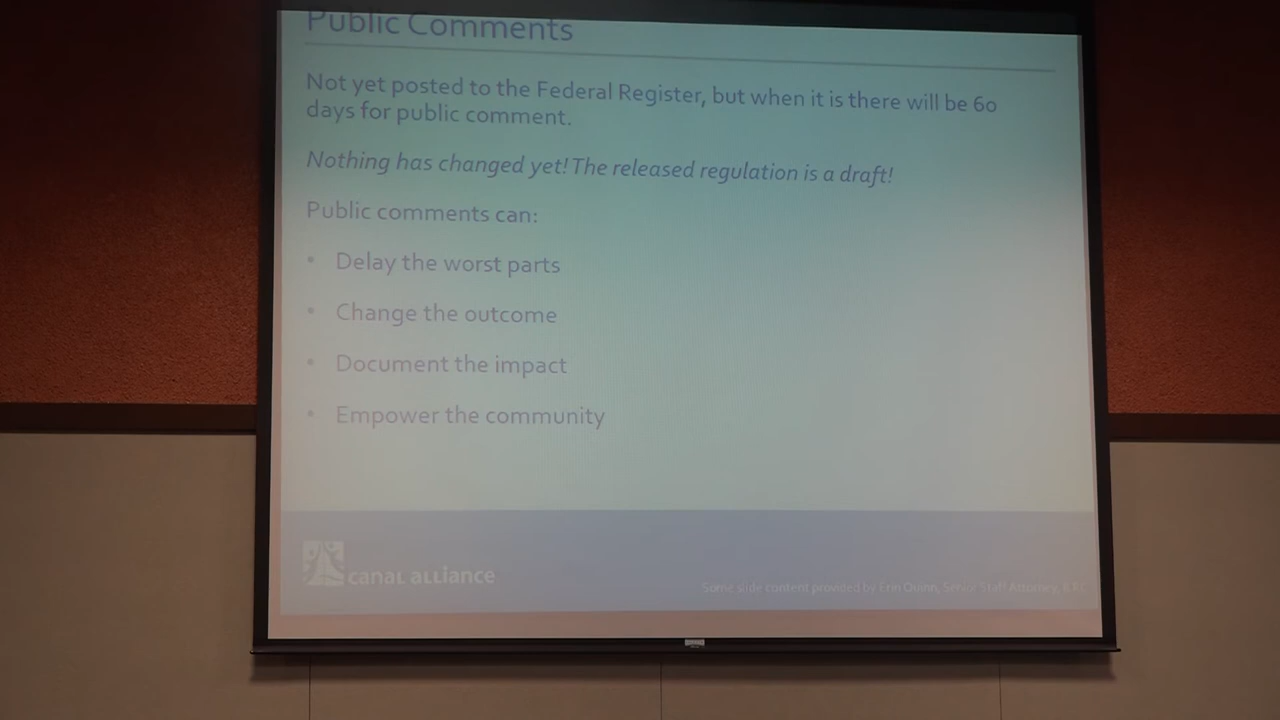 Public Comments
Not yet posted to the Federal Register, but when it is there will be 60
days for public comment.
Nothing has changed yet! The released regulation is a draft!
Public comments can:
• Delay the worst parts
• Change the outcome
• Document the impact
• Empower the community
canal alliance
Some slide content provided by Erin Quinn, Senior Staff Attorney,